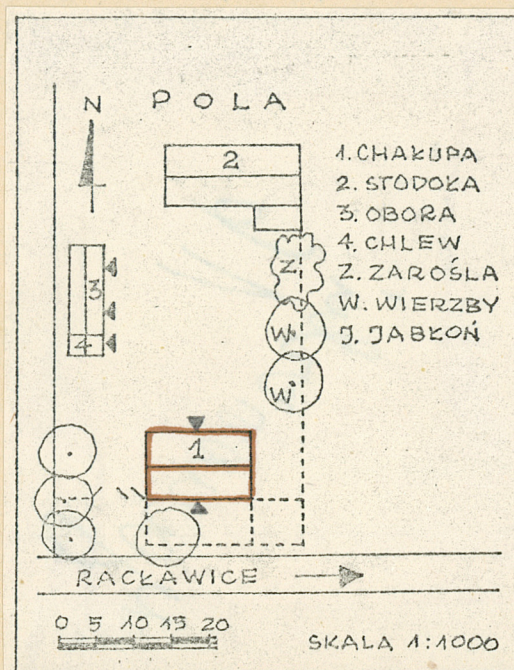 N POLA
2
1. CHAŁUPA
2. STODOŁA
3. OBORA
4. CHLEW
Z. ZAROŚLA
W. WIERZBY
J. JABŁOŃ
3
4
Z
W
W
1
RACŁAWICE
0 5 10 15 20
SKALA 1:1000